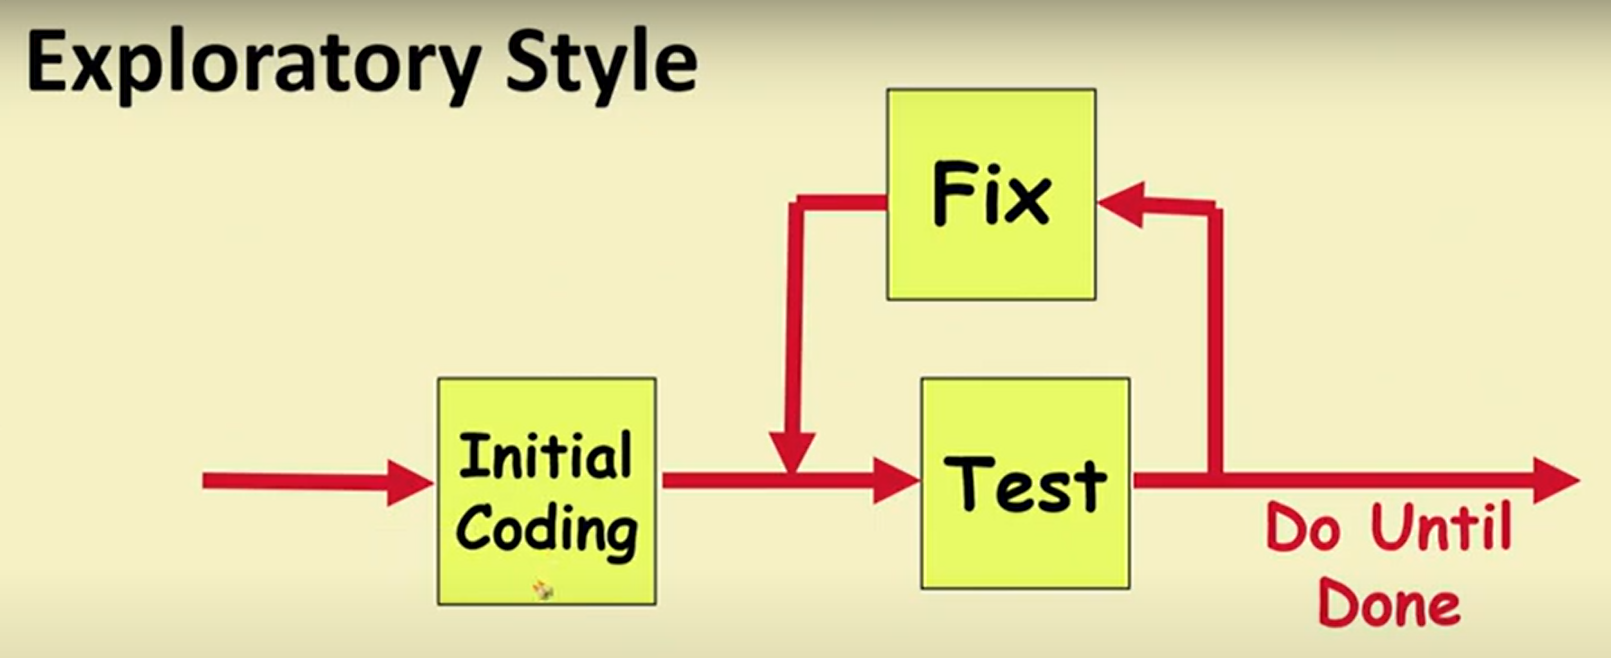 Exploratory Style
Fix
Initial
Coding
Test
Do Until
Done